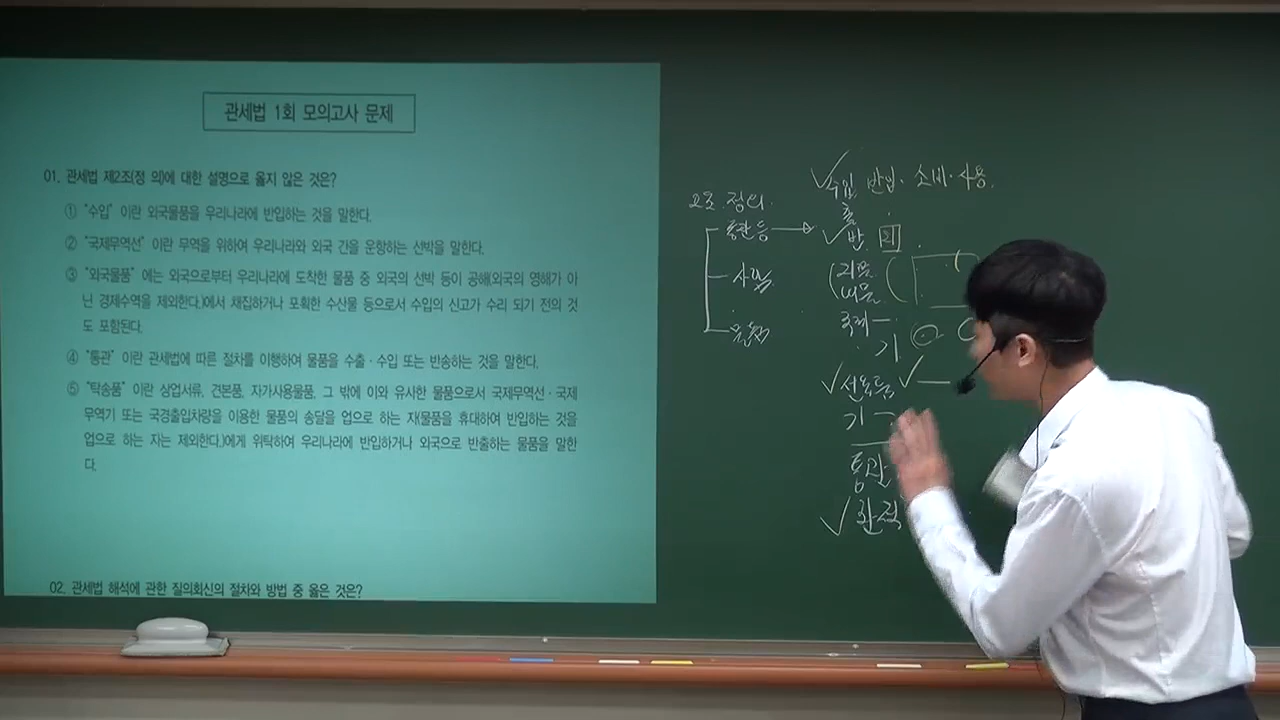 관세법 1회 모의고사 문제
01. 관세법 제2조(정 의)에 대한 설명으로 옳지 않은 것은?
① "수입" 이란 외국물품을 우리나라에 반입하는 것을 말한다.
② "국제무역선" 이란 무역을 위하여 우리나라와 외국 간을 운항하는 선박을 말한다.
③ "외국물품" 에는 외국으로부터 우리나라에 도착한 물품 중 외국의 선박 등이 공해(외국의 영해가 아
닌 경제수역을 제외한다.)에서 채집하거나 포획한 수산물 등으로서 수입의 신고가 수리 되기 전의 것
도 포함된다.
④ "통관" 이란 관세법에 따른 절차를 이행하여 물품을 수출 · 수입 또는 반송하는 것을 말한다.
⑤ "탁송품" 이란 상업서류, 견본품, 자가사용물품, 그 밖에 이와 유사한 물품으로서 국제무역선 · 국제
무역기 또는 국경출입차량을 이용한 물품의 송달을 업으로 하는 자(물품을 휴대하여 반입하는 것을
업으로 하는 자는 제외한다.)에게 위탁하여 우리나라에 반입하거나 외국으로 반출하는 물품을 말한
다.
02. 관세법 해석에 관한 질의회신의 절차와 방법 중 옳은 것은?
2조 정의
통관 등
사람
수입 반입 · 소비 · 사용
출
반
외물
내물
국제
기
선용품
기
통관
환적